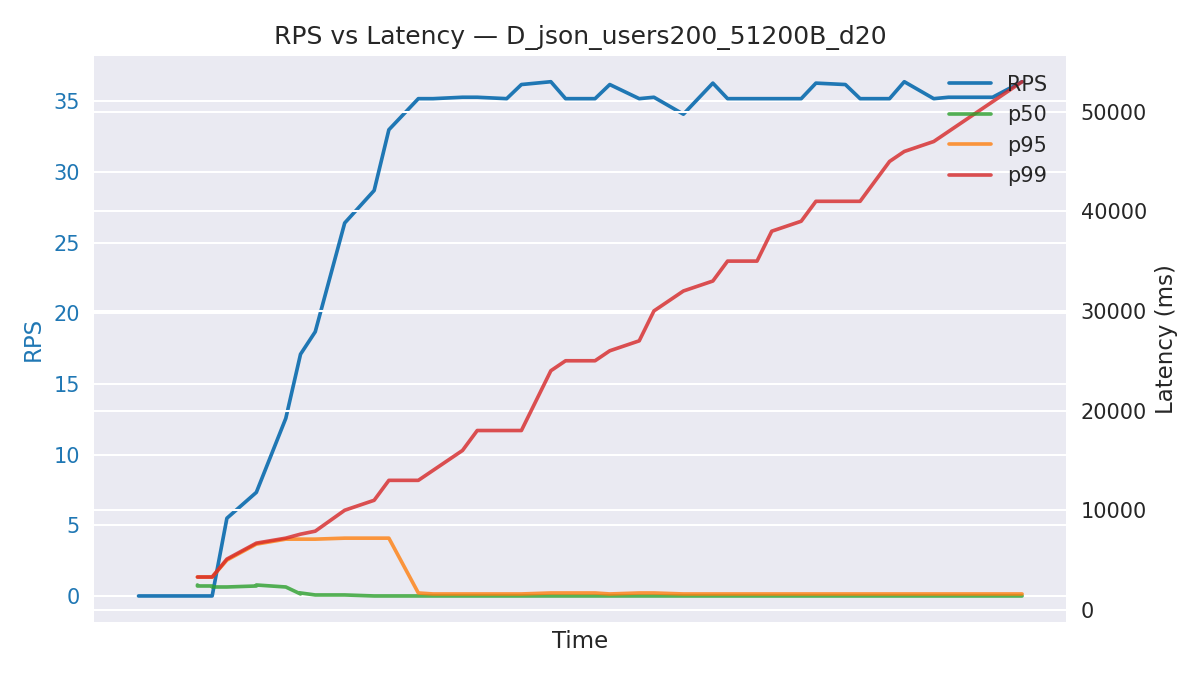 RPS vs Latency — D_json_users200_51200B_d20
RPS
p50
p95
p99
35
30
25
20
15
10
5
0
RPS
50000
40000
30000
20000
10000
0
Latency (ms)
Time